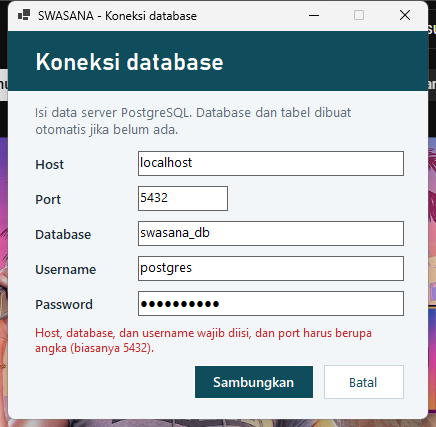 SWASANA - Koneksi database
Koneksi database
Isi data server PostgreSQL. Database dan tabel dibuat
otomatis jika belum ada.
Host localhost
Port 5432
Database swasana_db
Username postgres
Password ●●●●●●●●●●
Host, database, dan username wajib diisi, dan port harus berupa
angka (biasanya 5432).
Sambungkan Batal